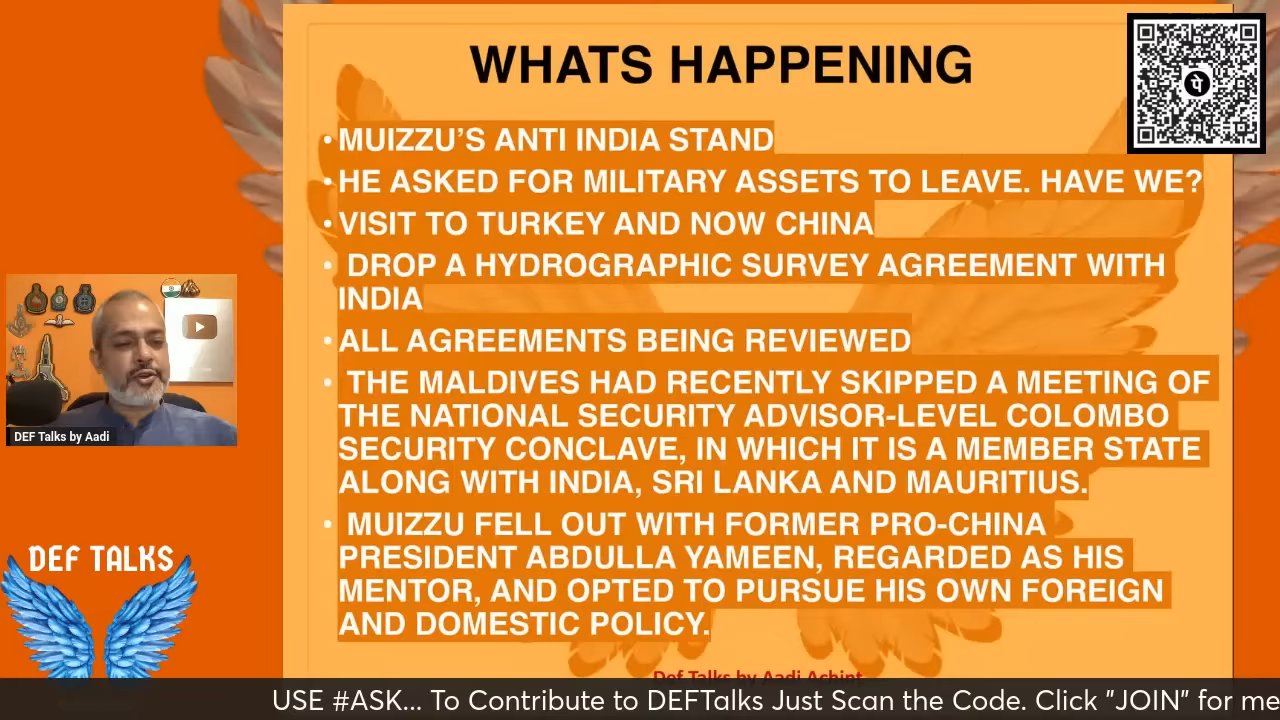 WHATS HAPPENING
पे
• MUIZZU’S ANTI INDIA STAND
• HE ASKED FOR MILITARY ASSETS TO LEAVE. HAVE WE?
• VISIT TO TURKEY AND NOW CHINA
• DROP A HYDROGRAPHIC SURVEY AGREEMENT WITH
INDIA
• ALL AGREEMENTS BEING REVIEWED
• THE MALDIVES HAD RECENTLY SKIPPED A MEETING OF
THE NATIONAL SECURITY ADVISOR-LEVEL COLOMBO
SECURITY CONCLAVE, IN WHICH IT IS A MEMBER STATE
ALONG WITH INDIA, SRI LANKA AND MAURITIUS.
• MUIZZU FELL OUT WITH FORMER PRO-CHINA
PRESIDENT ABDULLA YAMEEN, REGARDED AS HIS
MENTOR, AND OPTED TO PURSUE HIS OWN FOREIGN
AND DOMESTIC POLICY.
DEF Talks by Aadi
DEF TALKS
Def Talks by Aadi Achint
USE #ASK... To Contribute to DEFTalks Just Scan the Code. Click "JOIN" for me